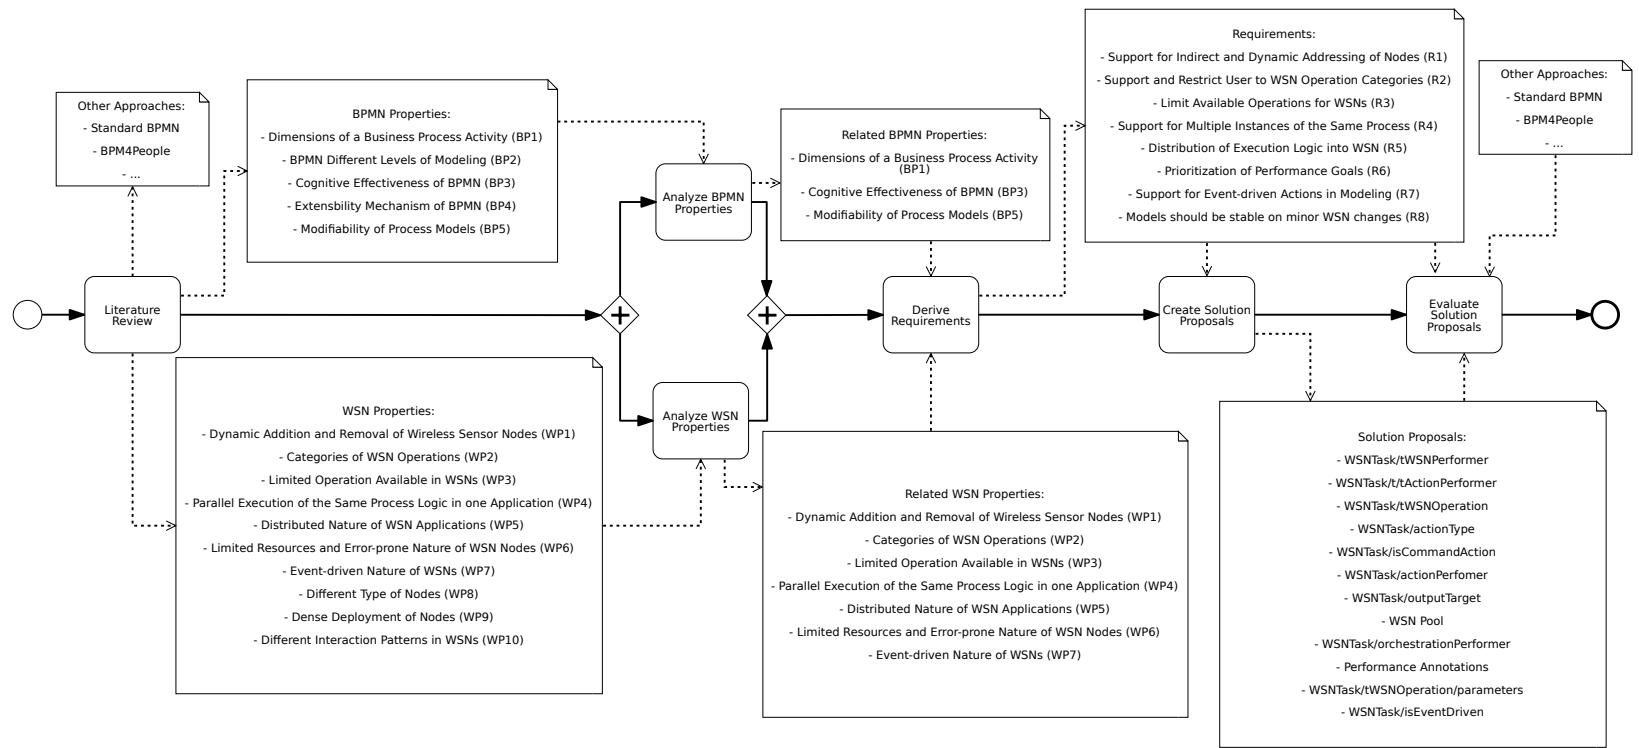 Other Approaches:
- Standard BPMN
- BPM4People
- ...
BPMN Properties:
- Dimensions of a Business Process Activity (BP1)
- BPMN Different Levels of Modeling (BP2)
- Cognitive Effectiveness of BPMN (BP3)
- Extensbility Mechanism of BPMN (BP4)
- Modifiability of Process Models (BP5)
Literature
Review
WSN Properties:
- Dynamic Addition and Removal of Wireless Sensor Nodes (WP1)
- Categories of WSN Operations (WP2)
- Limited Operation Available in WSNs (WP3)
- Parallel Execution of the Same Process Logic in one Application (WP4)
- Distributed Nature of WSN Applications (WP5)
- Limited Resources and Error-prone Nature of WSN Nodes (WP6)
- Event-driven Nature of WSNs (WP7)
- Different Type of Nodes (WP8)
- Dense Deployment of Nodes (WP9)
- Different Interaction Patterns in WSNs (WP10)
Analyze BPMN
Properties
Analyze WSN
Properties
Related BPMN Properties:
- Dimensions of a Business Process Activity
(BP1)
- Cognitive Effectiveness of BPMN (BP3)
- Modifiability of Process Models (BP5)
Derive
Requirements
Related WSN Properties:
- Dynamic Addition and Removal of Wireless Sensor Nodes (WP1)
- Categories of WSN Operations (WP2)
- Limited Operation Available in WSNs (WP3)
- Parallel Execution of the Same Process Logic in one Application (WP4)
- Distributed Nature of WSN Applications (WP5)
- Limited Resources and Error-prone Nature of WSN Nodes (WP6)
- Event-driven Nature of WSNs (WP7)
Requirements:
- Support for Indirect and Dynamic Addressing of Nodes (R1)
- Support and Restrict User to WSN Operation Categories (R2)
- Limit Available Operations for WSNs (R3)
- Support for Multiple Instances of the Same Process (R4)
- Distribution of Execution Logic into WSN (R5)
- Prioritization of Performance Goals (R6)
- Support for Event-driven Actions in Modeling (R7)
- Models should be stable on minor WSN changes (R8)
Create Solution
Proposals
Other Approaches:
- Standard BPMN
- BPM4People
- ...
Evaluate
Solution
Proposals
Solution Proposals:
- WSNTask/tWSNPerformer
- WSNTask/t/tActionPerformer
- WSNTask/tWSNOperation
- WSNTask/actionType
- WSNTask/isCommandAction
- WSNTask/actionPerfomer
- WSNTask/outputTarget
- WSN Pool
- WSNTask/orchestrationPerformer
- Performance Annotations
- WSNTask/tWSNOperation/parameters
- WSNTask/isEventDriven